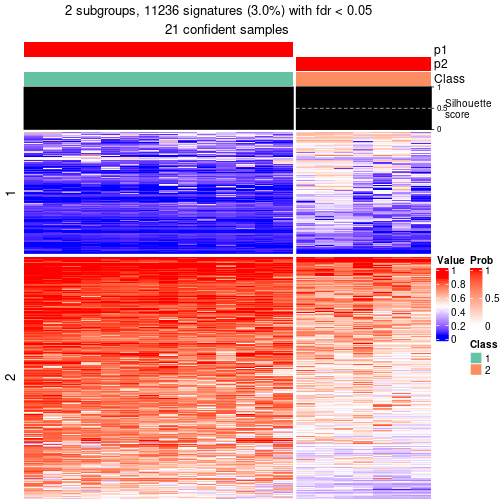 2 subgroups, 11236 signatures (3.0%) with fdr < 0.05
21 confident samples
p1
p2
Class
1
0.5
0
Silhouette
score
1
2
Value
1
0.8
0.6
0.4
0.2
0
Prob
1
0.5
0
Class
1
2